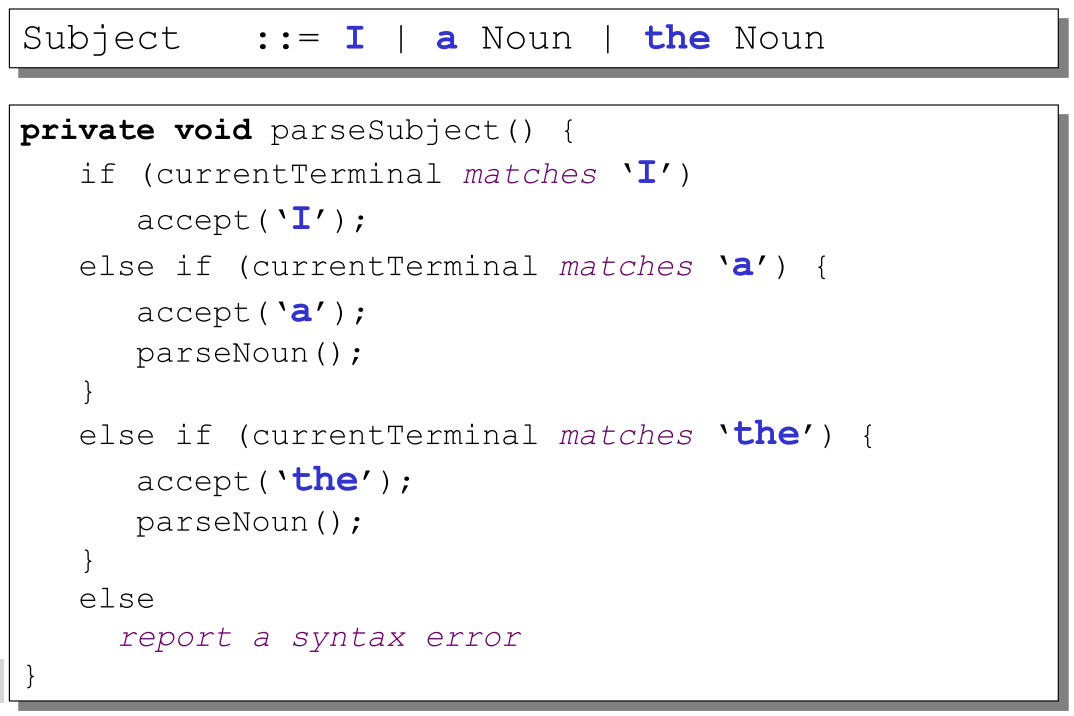 Subject ::= I | a Noun | the Noun
private void parseSubject() {
if (currentTerminal matches ‘I’)
accept(‘I’);
else if (currentTerminal matches ‘a’) {
accept(‘a’);
parseNoun();
}
else if (currentTerminal matches ‘the’) {
accept(‘the’);
parseNoun();
}
else
report a syntax error
}